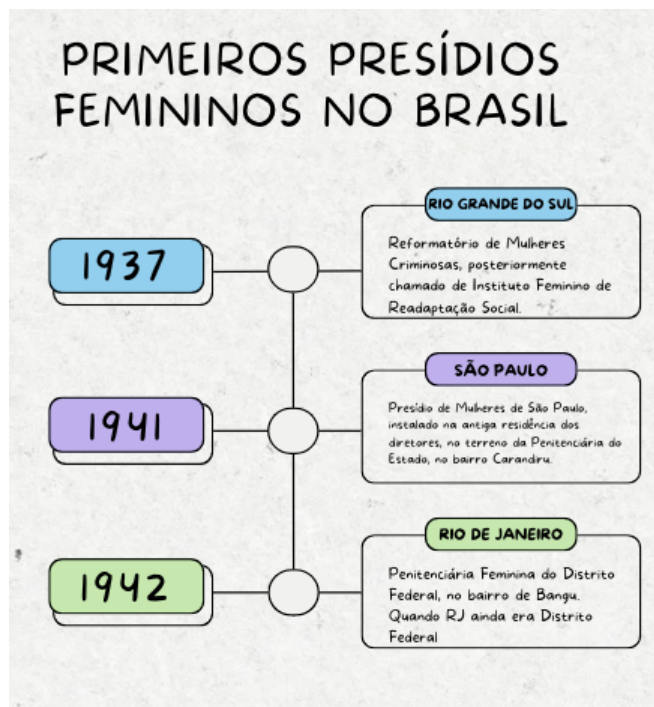 PRIMEIROS PRESÍDIOS
FEMININOS NO BRASIL
1937
RIO GRANDE DO SUL
Reformatório de Mulheres
Criminosas, posteriormente
chamado de Instituto Feminino de
Readaptação Social.
1941
SÃO PAULO
Presídio de Mulheres de São Paulo,
instalado na antiga residência dos
diretores, no terreno da Penitenciária do
Estado, no bairro Carandiru.
1942
RIO DE JANEIRO
Penitenciária Feminina do Distrito
Federal, no bairro de Bangu.
Quando RJ ainda era Distrito
Federal